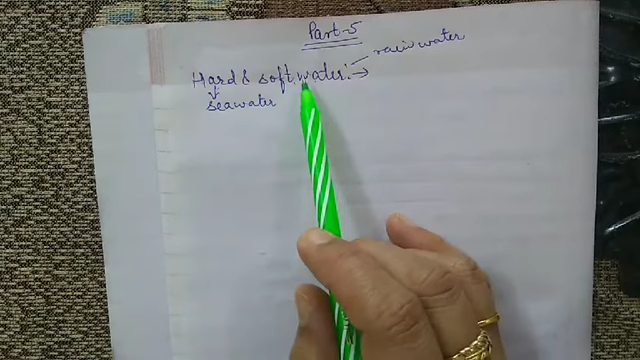 Part-5
rain water
Hard & soft water:→
↓
Seawater